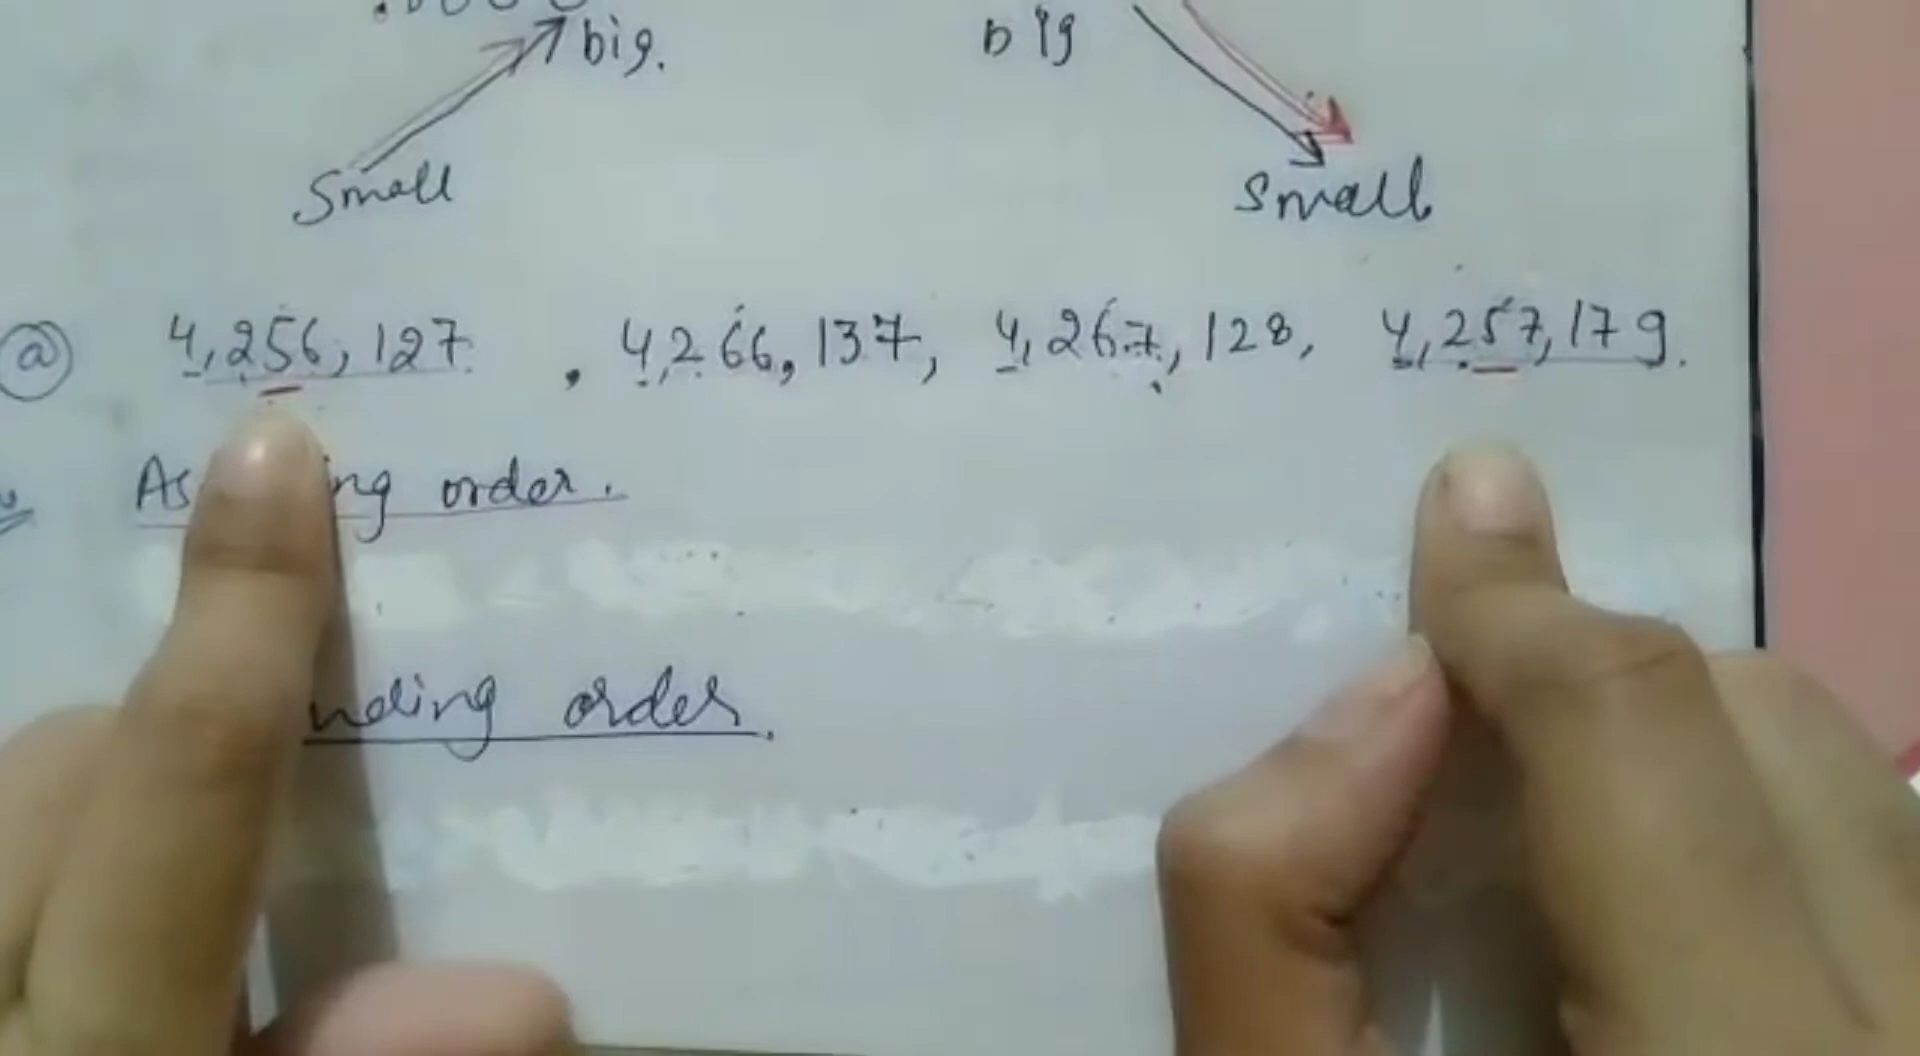 big. big
Small Small
(a) 4,256,127 , 4,266,137, 4,267,128, 4,257,179.
order.
order.